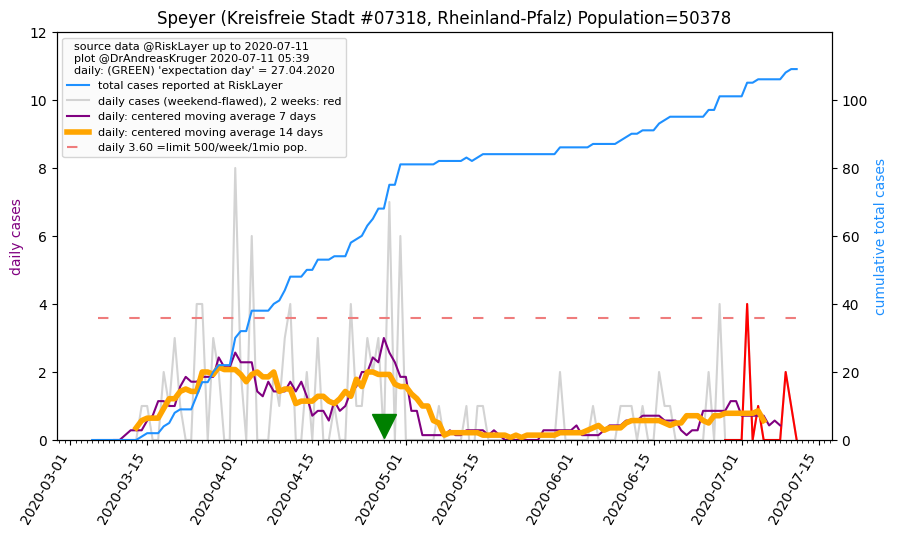 Speyer (Kreisfreie Stadt #07318, Rheinland-Pfalz) Population=50378
source data @RiskLayer up to 2020-07-11
plot @DrAndreasKruger 2020-07-11 05:39
daily: (GREEN) 'expectation day' = 27.04.2020
total cases reported at RiskLayer
daily cases (weekend-flawed), 2 weeks: red
daily: centered moving average 7 days
daily: centered moving average 14 days
daily 3.60 =limit 500/week/1mio pop.
daily cases
12
10
8
6
4
2
0
cumulative total cases
100
80
60
40
20
0
2020-03-01
2020-03-15
2020-04-01
2020-04-15
2020-05-01
2020-05-15
2020-06-01
2020-06-15
2020-07-01
2020-07-15